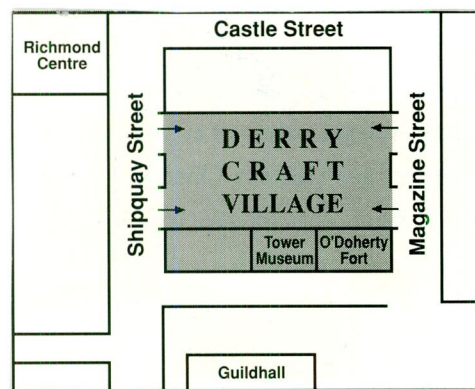 Castle Street
Richmond
Centre
Shipquay Street
DERRY
CRAFT
VILLAGE
Magazine Street
Tower
Museum
O'Doherty
Fort
Guildhall